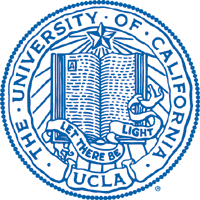 THE UNIVERSITY OF CALIFORNIA
LET THERE BE LIGHT
UCLA
®